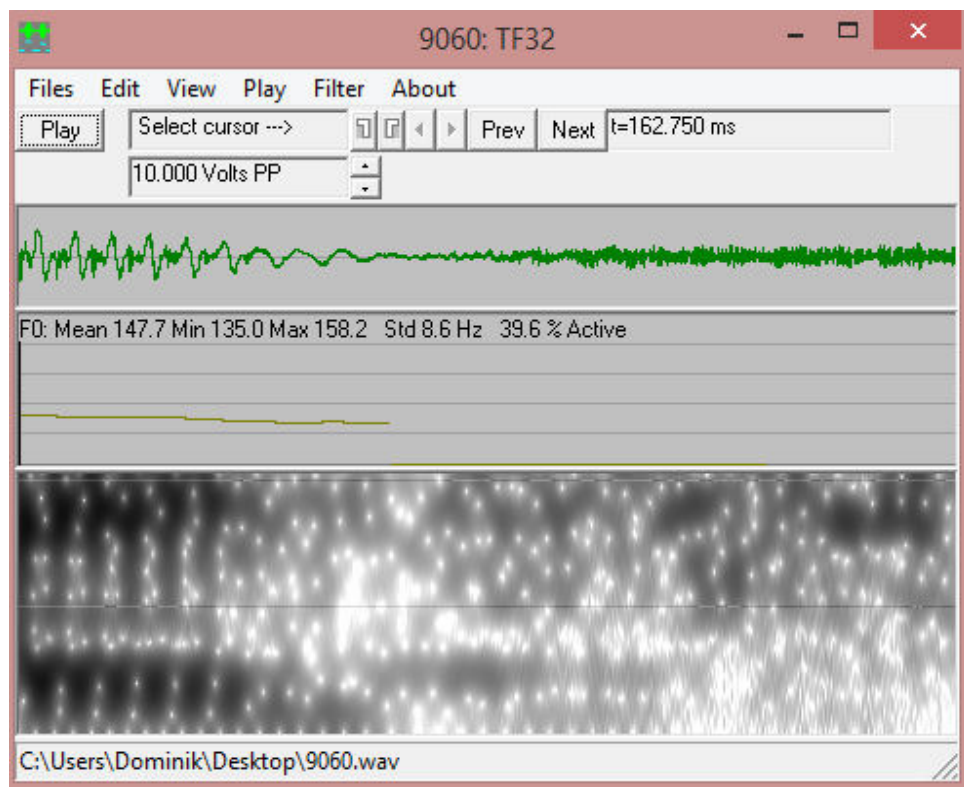 9060: TF32
Files Edit View Play Filter About
Play Select cursor ---> Prev Next t=162.750 ms
10.000 Volts PP
F0: Mean 147.7 Min 135.0 Max 158.2 Std 8.6 Hz 39.6 % Active
C:\Users\Dominik\Desktop\9060.wav